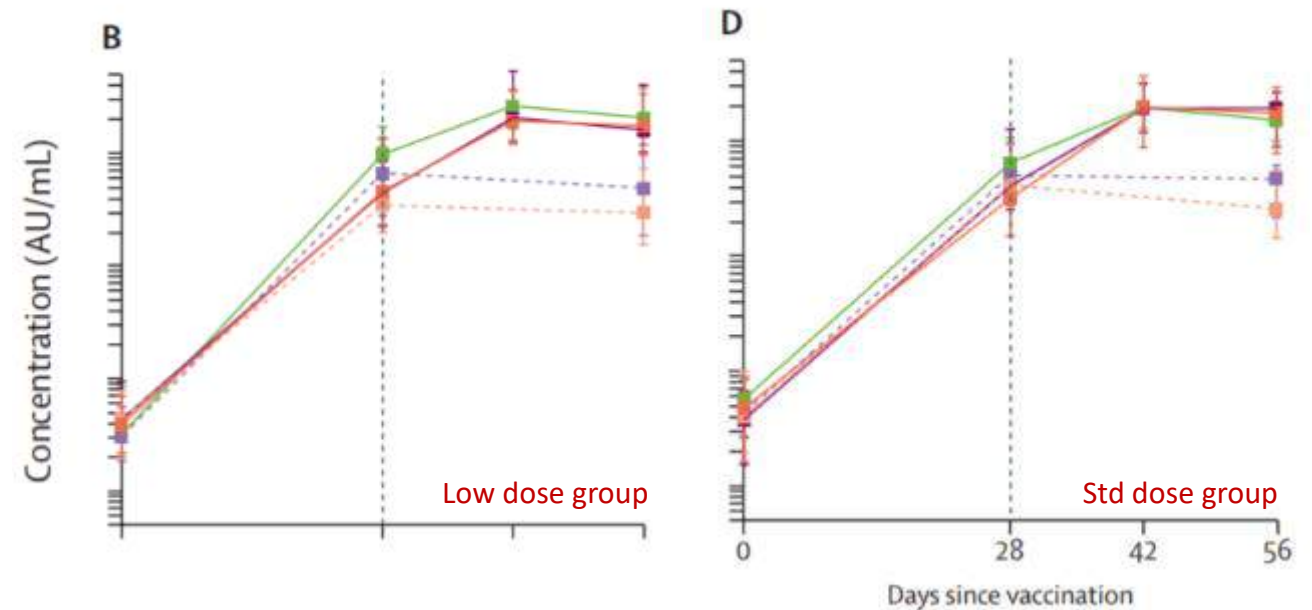 B
D
Concentration (AU/mL)
Low dose group
Std dose group
0 28 42 56
Days since vaccination